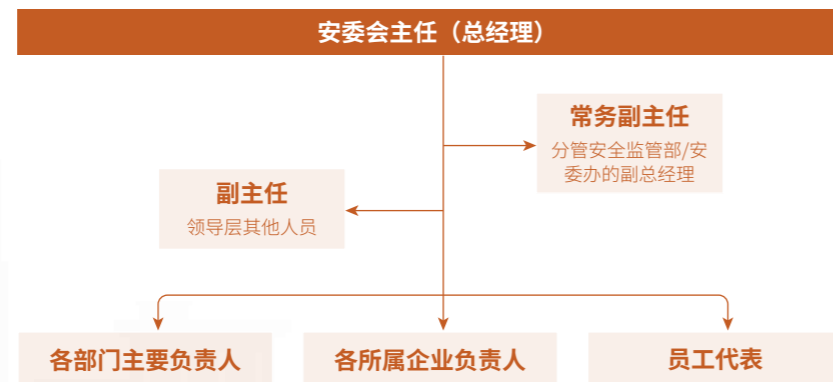 安委会主任（总经理）
常务副主任
分管安全监管部/安
委办的副总经理
副主任
领导层其他人员
各部门主要负责人
各所属企业负责人
员工代表